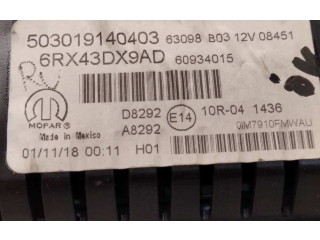 503019140403 63098 B03 12V 08451
6RX43DX9AD 60934015
RV
MOPAR
Made in Mexico
D8292
A8292
E14
10R-04 1436
01/11/18 00:11 H01